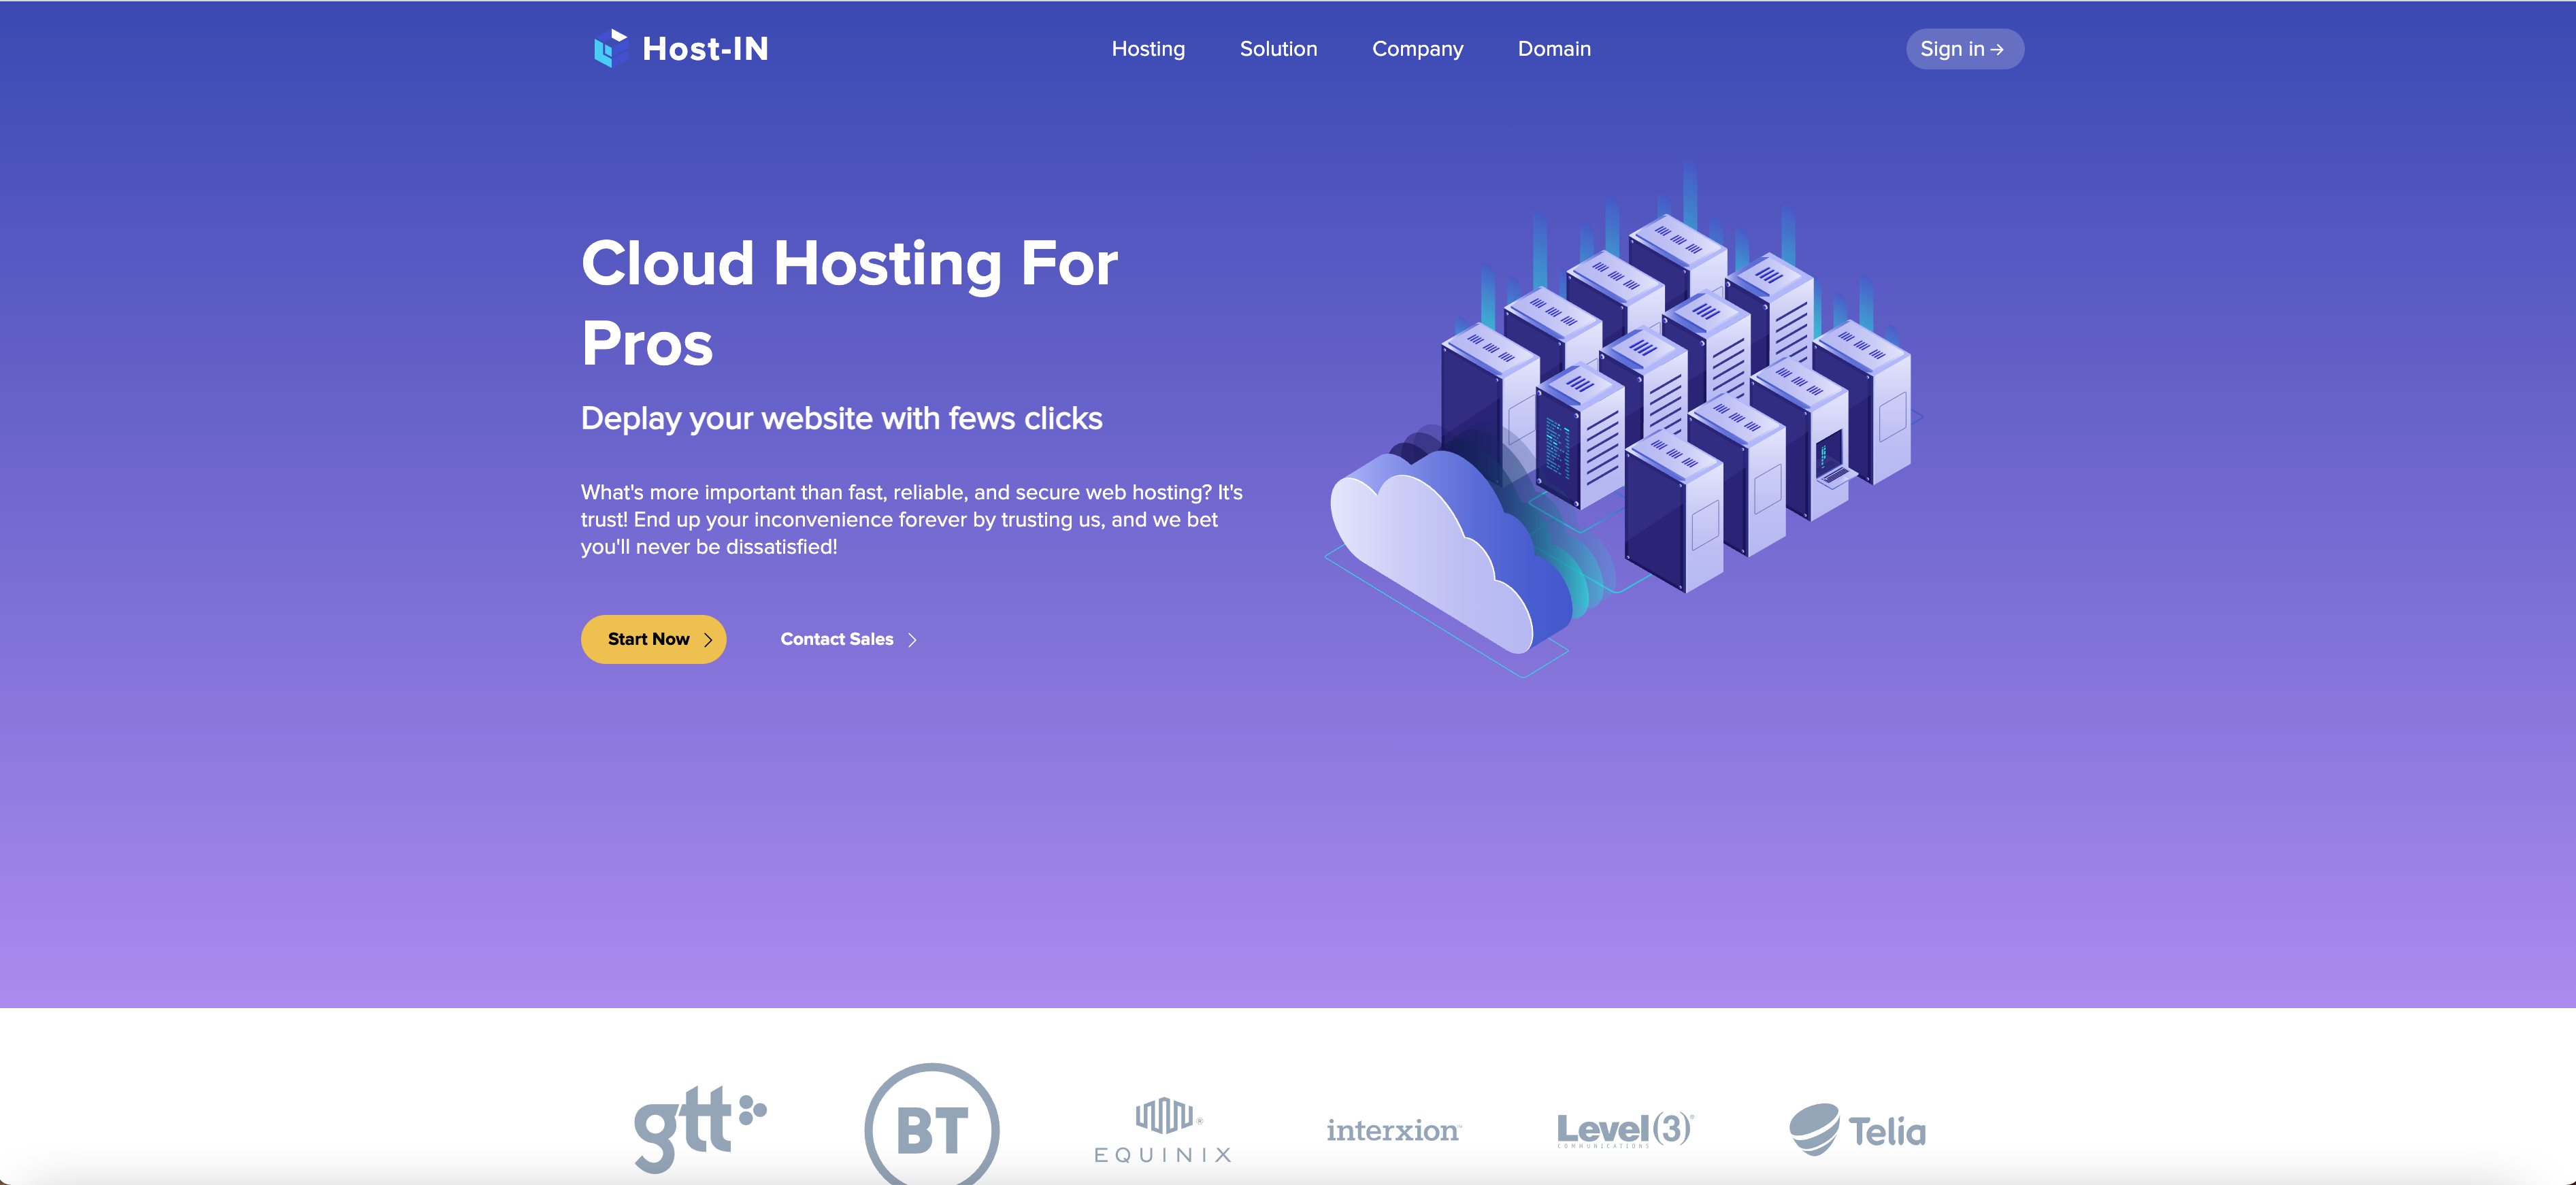 Host-IN
Hosting
Solution
Company
Domain
Sign in →
Cloud Hosting For
Pros
Deplay your website with fews clicks
What's more important than fast, reliable, and secure web hosting? It's
trust! End up your inconvenience forever by trusting us, and we bet
you'll never be dissatisfied!
Start Now
Contact Sales
gtt
BT
EQUINIX
interxion
Level(3)
COMMUNICATIONS
Telia